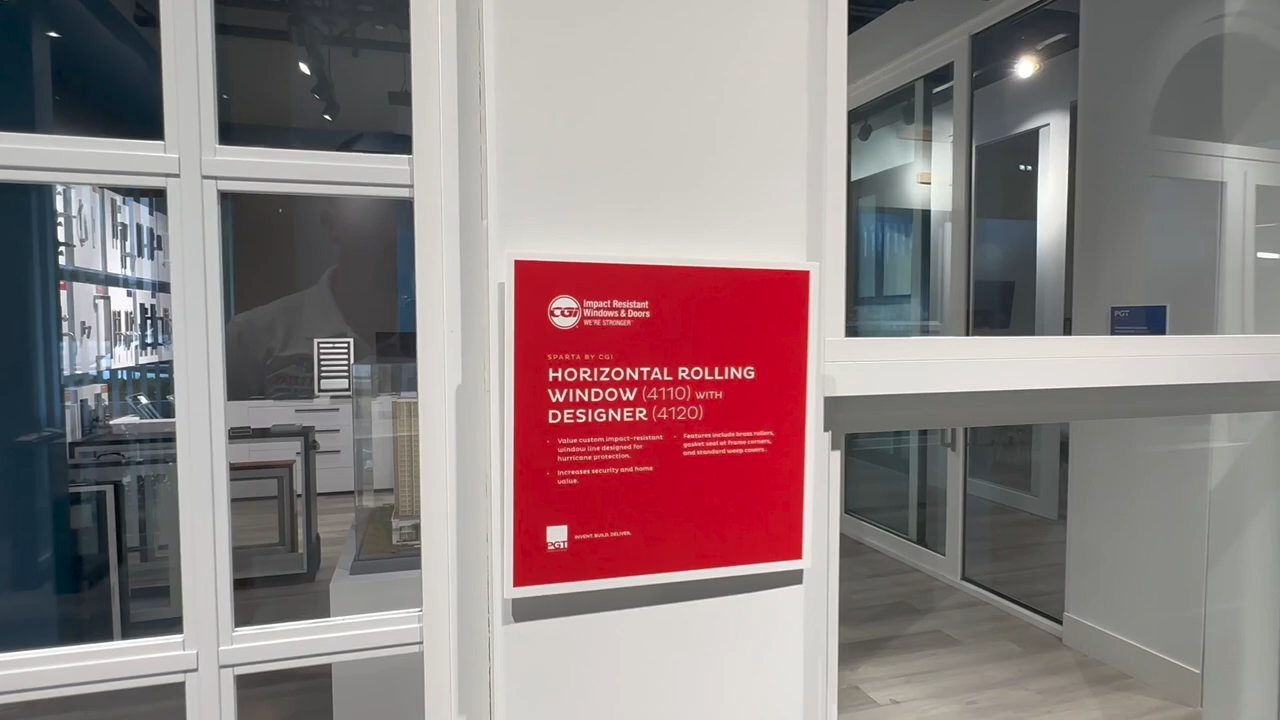 CGI
Impact Resistant
Windows & Doors
WE'RE STRONGER
SPARTA BY CGI
HORIZONTAL ROLLING
WINDOW (4110) WITH
DESIGNER (4120)
• Value custom impact-resistant
window line designed for
hurricane protection.
• Increases security and home
value.
• Features include brass rollers,
gasket seal at frame corners,
and standard weep covers.
PGT
INVENT. BUILD. DELIVER.
PGT